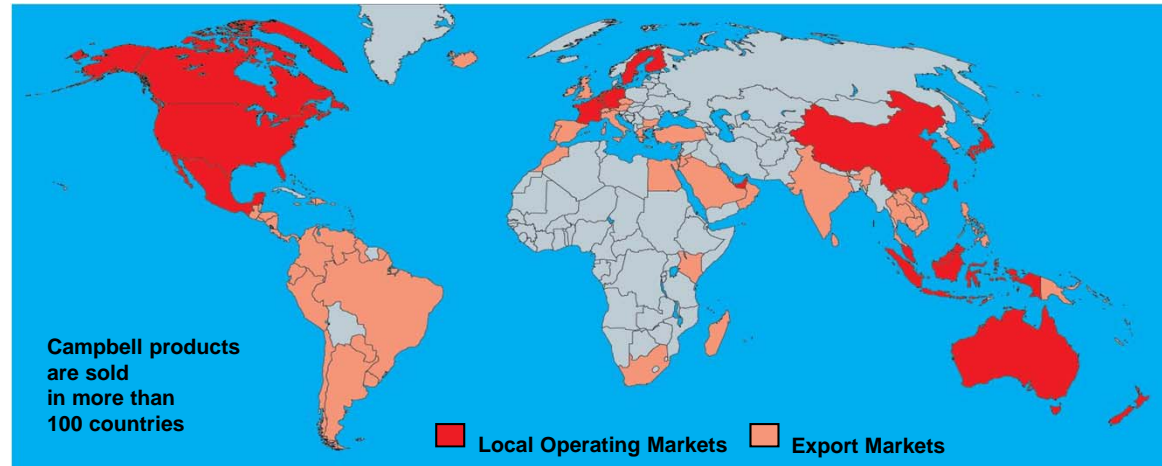 Campbell products
are sold
in more than
100 countries
Local Operating Markets
Export Markets